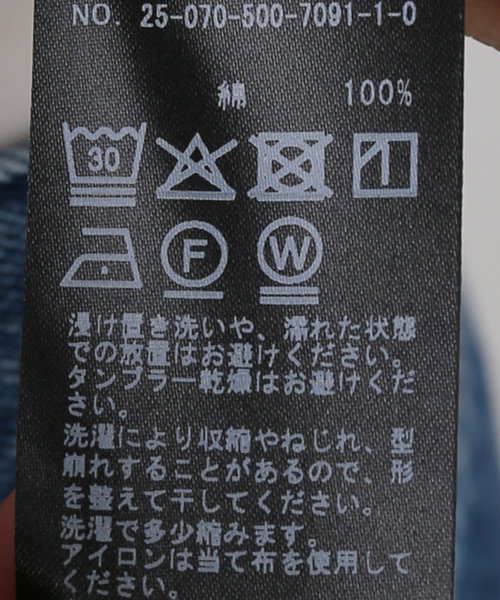 NO. 25-070-500-7091-1-0
綿 100%
30
F W
浸け置き洗いや、濡れた状態
での放置はお避けください。
タンブラー乾燥はお避けくだ
さい。
洗濯により収縮やねじれ、型
崩れすることがあるので、形
を整えて干してください。
洗濯で多少縮みます。
アイロンは当て布を使用して
ください。